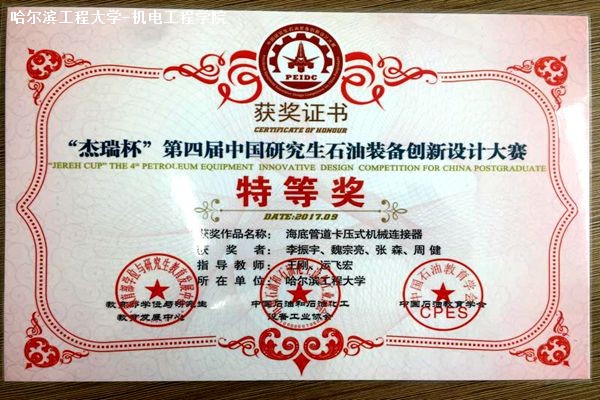 哈尔滨工程大学-机电工程学院
PEIDC
获奖证书
CERTIFICATE OF HONOUR
“杰瑞杯”第四届中国研究生石油装备创新设计大赛
"JEREH CUP" THE 4th PETROLEUM EQUIPMENT INNOVATIVE DESIGN COMPETITION FOR CHINA POSTGRADUATE
特等奖
DATE:2017.09
获奖作品名称: 海底管道卡压式机械连接器
获奖者: 李振宇、魏宗亮、张 森、周 健
指导教师: 王刚、运飞宏
所在单位: 哈尔滨工程大学
教育部学位与研究生
教育发展中心
中国石油和石油化工
设备工业协会
中国石油教育学会
CPES